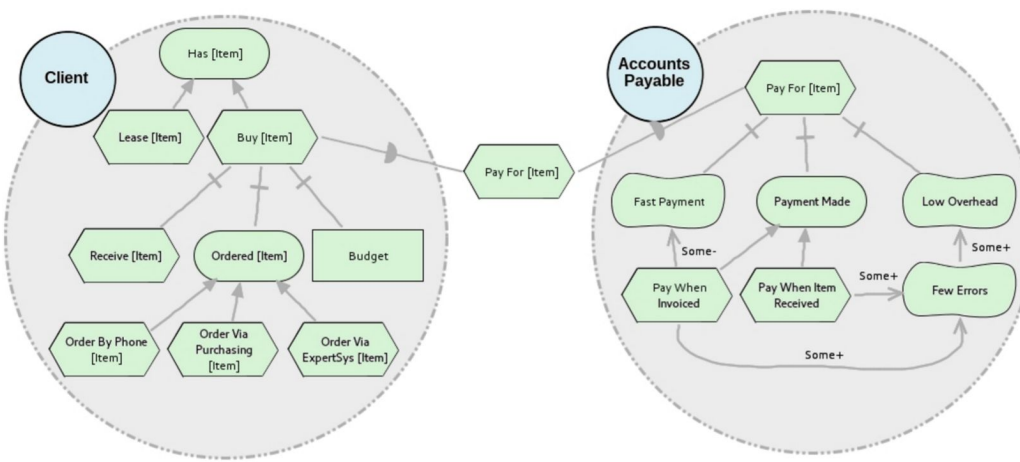 Client
Has [Item]
Lease [Item]
Buy [Item]
Receive [Item]
Ordered [Item]
Budget
Order By Phone
[Item]
Order Via
Purchasing
[Item]
Order Via
ExpertSys [Item]
Pay For [Item]
Accounts
Payable
Pay For [Item]
Fast Payment
Payment Made
Low Overhead
Some-
Some+
Pay When
Invoiced
Pay When Item
Received
Some+
Few Errors
Some+